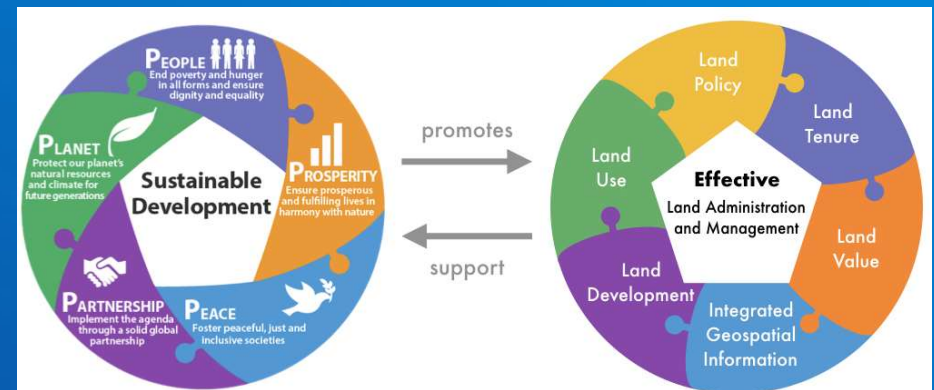 PEOPLE
End poverty and hunger
in all forms and ensure
dignity and equality
PLANET
Protect our planet's
natural resources
and climate for
future generations
Sustainable
Development
PROSPERITY
Ensure prosperous
and fulfilling lives in
harmony with nature
PARTNERSHIP
Implement the agenda
through a solid global
partnership
PEACE
Foster peaceful, just and
inclusive societies
promotes
support
Land
Policy
Land
Tenure
Land
Use
Effective
Land Administration
and Management
Land
Value
Land
Development
Integrated
Geospatial
Information